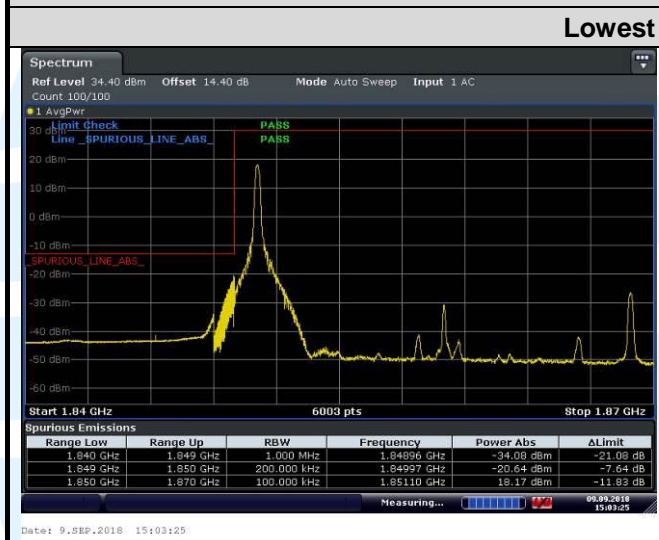 Lowest
Spectrum
Ref Level 34.40 dBm Offset 14.40 dB Mode Auto Sweep Input 1 AC
Count 100/100
1 AvgPwr
30 dBm Limit Check PASS
Line _SPURIOUS_LINE_ABS_ PASS
20 dBm
10 dBm
0 dBm
-10 dBm
_SPURIOUS_LINE_ABS_
-20 dBm
-30 dBm
-40 dBm
-50 dBm
-60 dBm
Start 1.84 GHz 6003 pts Stop 1.87 GHz
Spurious Emissions
Range Low Range Up RBW Frequency Power Abs ΔLimit
1.840 GHz 1.849 GHz 1.000 MHz 1.84896 GHz -34.08 dBm -21.08 dB
1.849 GHz 1.850 GHz 200.000 kHz 1.84997 GHz -20.64 dBm -7.64 dB
1.850 GHz 1.870 GHz 100.000 kHz 1.85110 GHz 18.17 dBm -11.83 dB
Measuring... 09.09.2018
15:03:25
Date: 9.SEP.2018 15:03:25